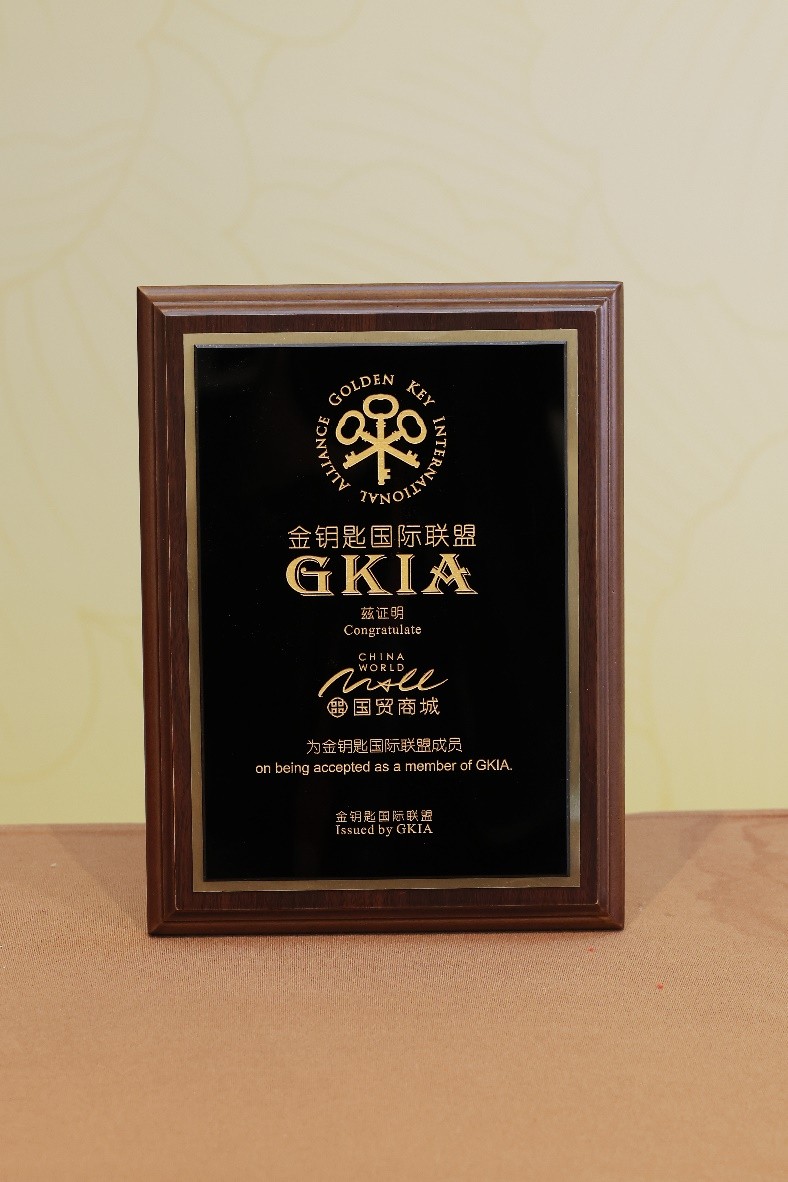 GOLDEN KEY INTERNATIONAL ALLIANCE
金钥匙国际联盟
GKIA
兹证明
Congratulate
CHINA
WORLD
Mall
国贸商城
为金钥匙国际联盟成员
on being accepted as a member of GKIA.
金钥匙国际联盟
Issued by GKIA